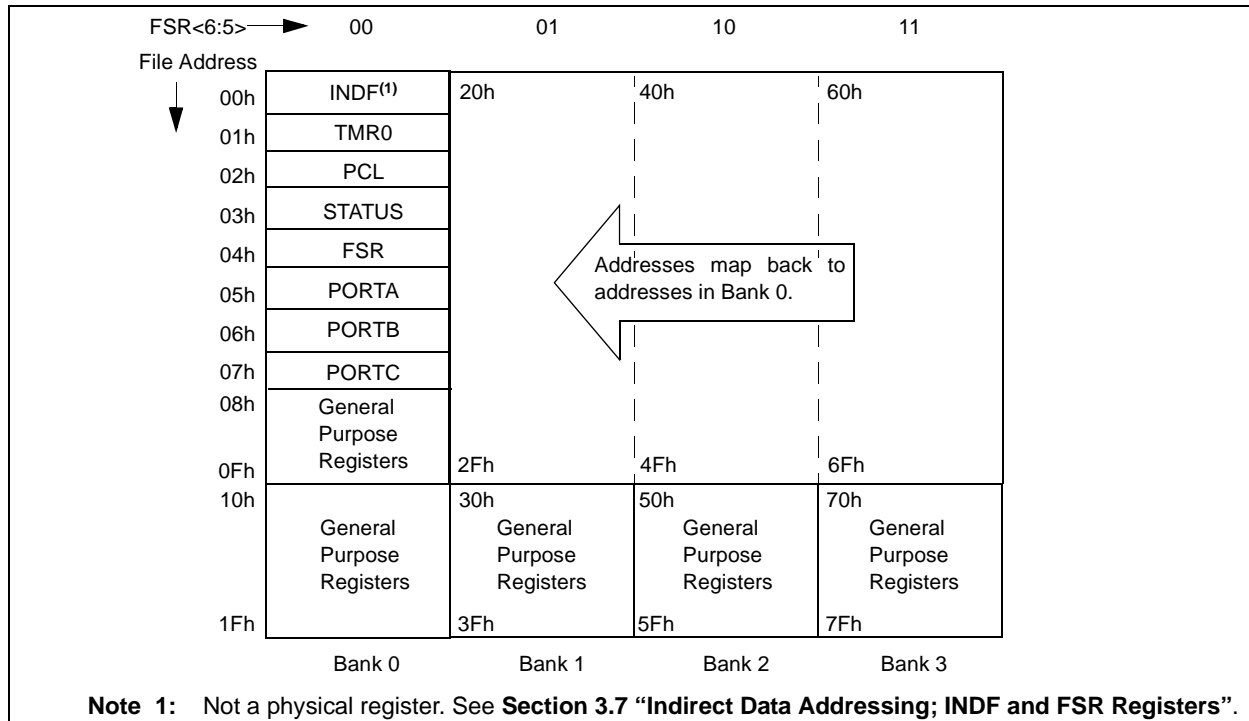 FSR<6:5> 00 01 10 11
File Address
00h INDF(1) 20h 40h 60h
01h TMR0
02h PCL
03h STATUS
04h FSR
Addresses map back to
addresses in Bank 0.
05h PORTA
06h PORTB
07h PORTC
08h General
Purpose
Registers
0Fh 2Fh 4Fh 6Fh
10h 30h 50h 70h
General General General General
Purpose Purpose Purpose Purpose
Registers Registers Registers Registers
1Fh 3Fh 5Fh 7Fh
Bank 0 Bank 1 Bank 2 Bank 3
Note 1: Not a physical register. See Section 3.7 “Indirect Data Addressing; INDF and FSR Registers”.